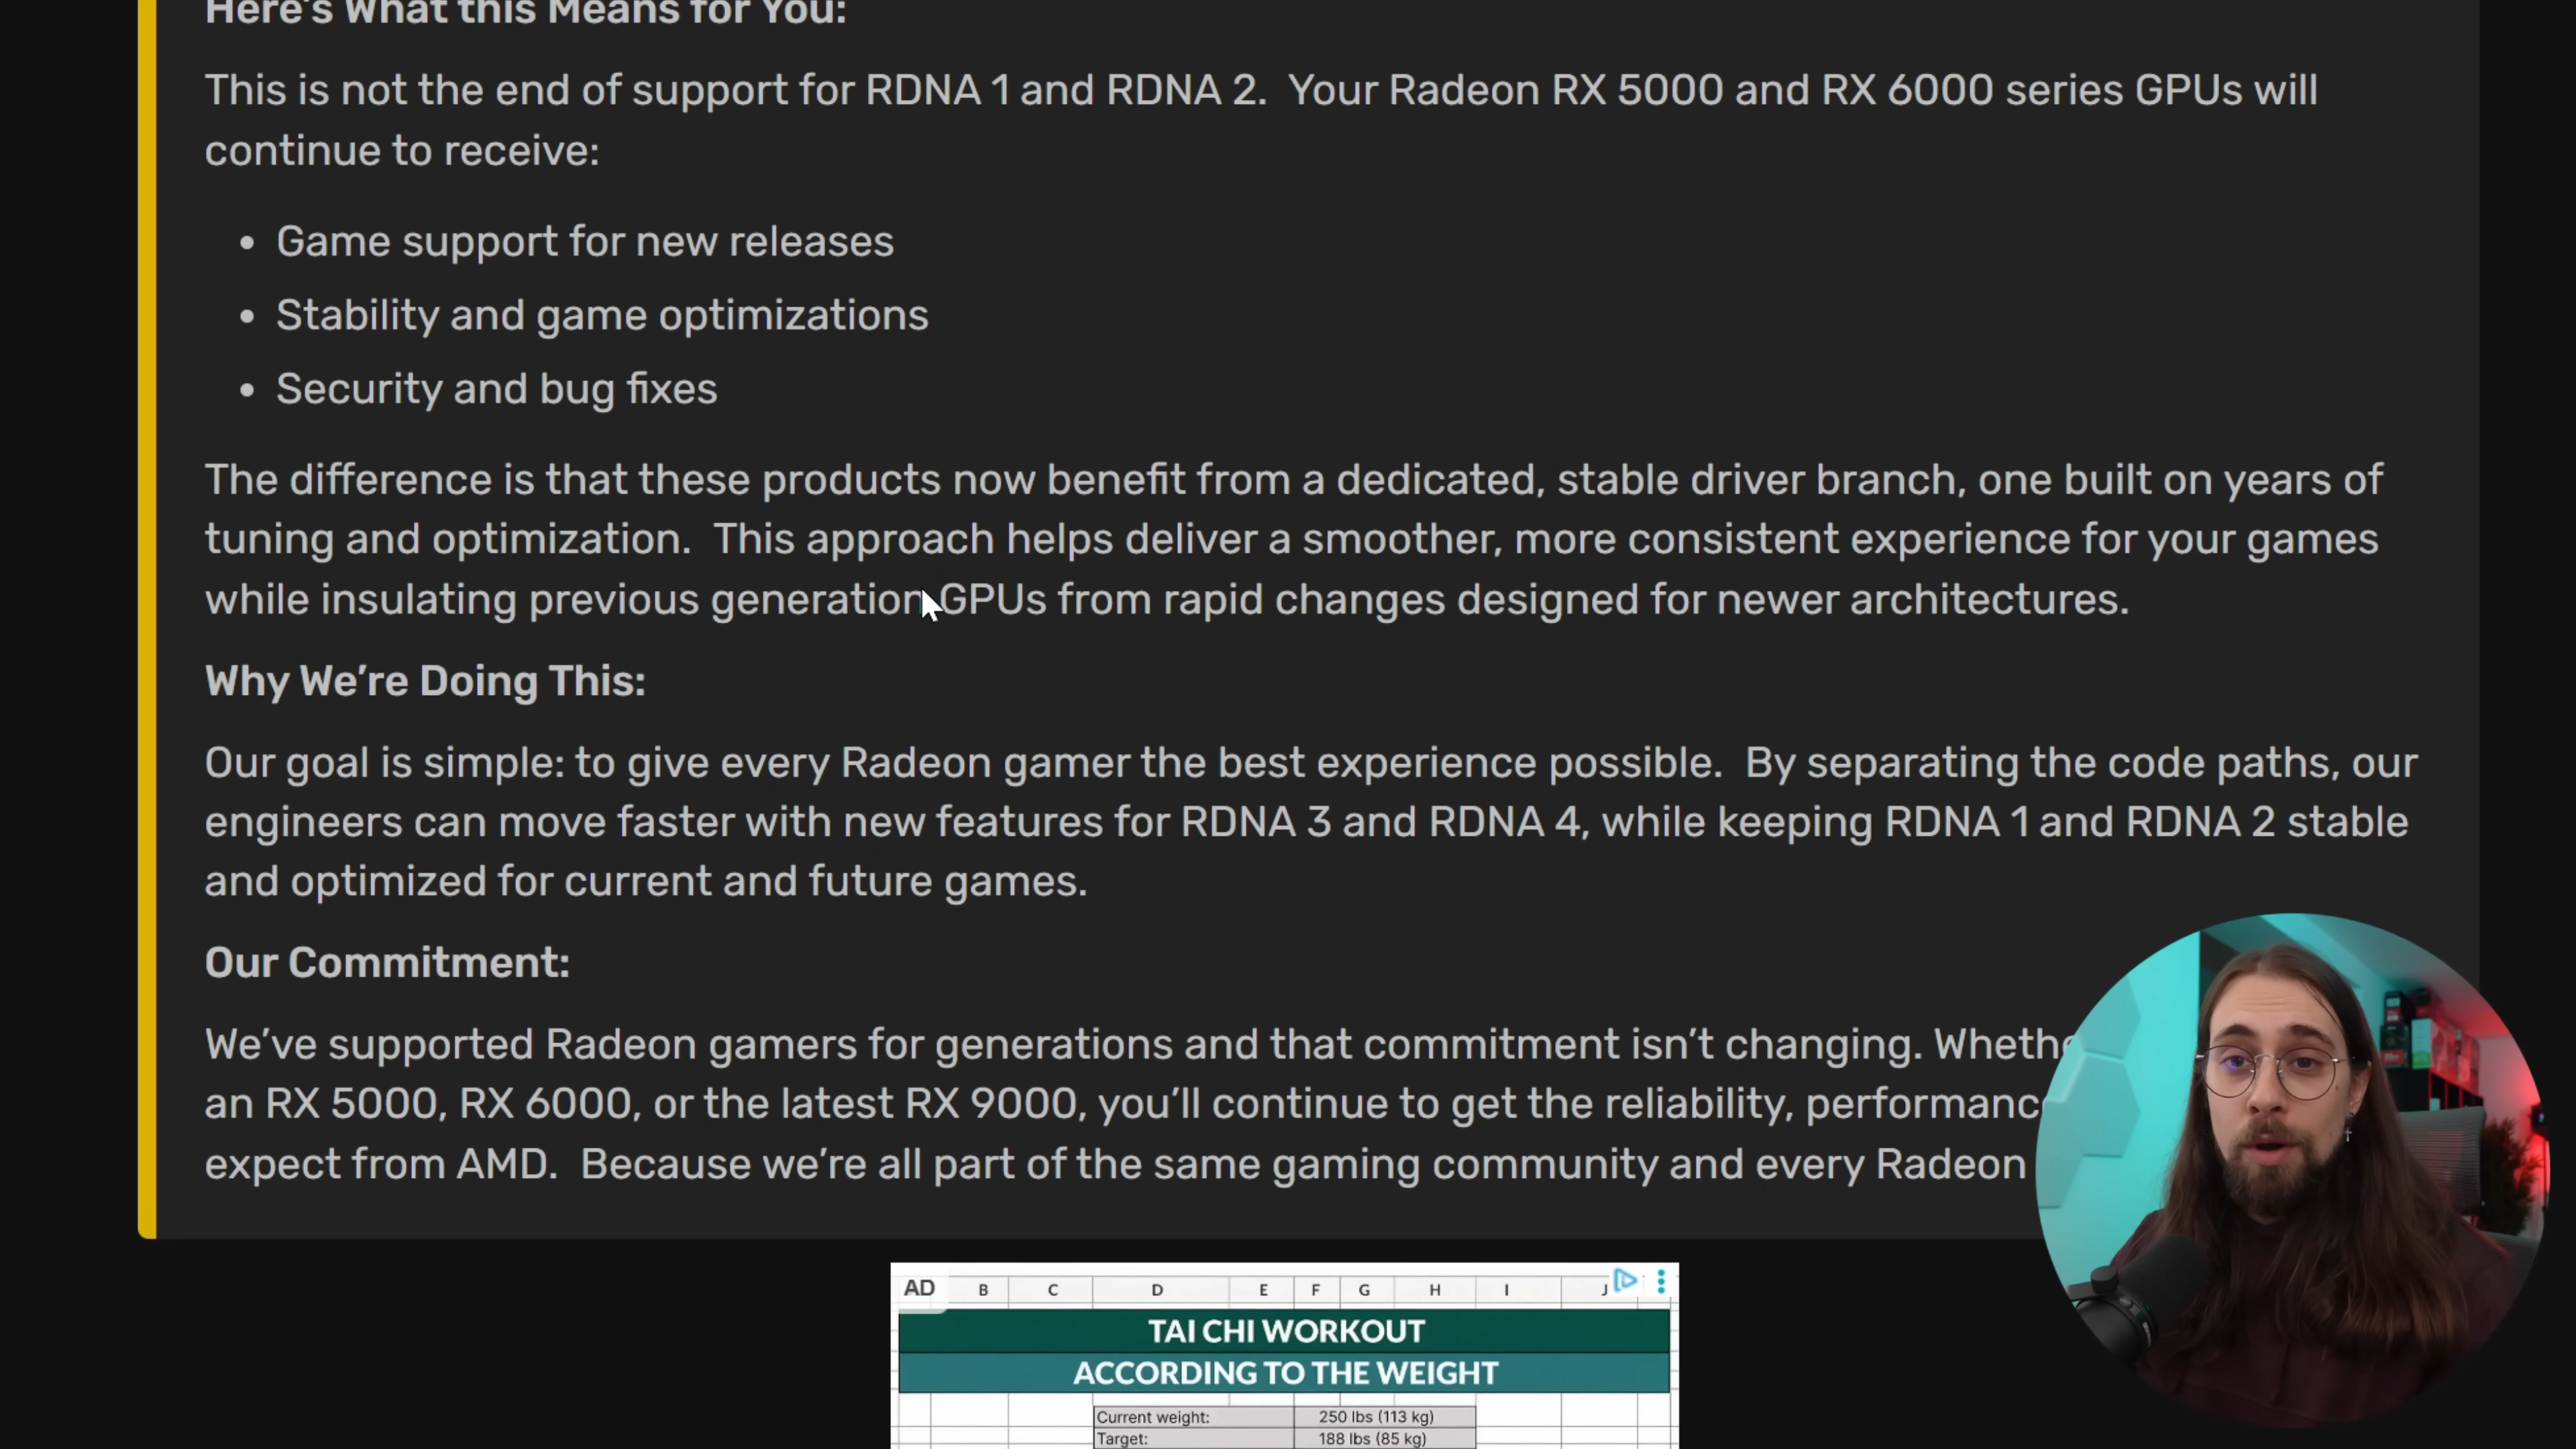 Here's What this Means for You:
This is not the end of support for RDNA 1 and RDNA 2.  Your Radeon RX 5000 and RX 6000 series GPUs will
continue to receive:
• Game support for new releases
• Stability and game optimizations
• Security and bug fixes
The difference is that these products now benefit from a dedicated, stable driver branch, one built on years of
tuning and optimization.  This approach helps deliver a smoother, more consistent experience for your games
while insulating previous generation GPUs from rapid changes designed for newer architectures.
Why We’re Doing This:
Our goal is simple: to give every Radeon gamer the best experience possible.  By separating the code paths, our
engineers can move faster with new features for RDNA 3 and RDNA 4, while keeping RDNA 1 and RDNA 2 stable
and optimized for current and future games.
Our Commitment:
We’ve supported Radeon gamers for generations and that commitment isn’t changing. Whethe
an RX 5000, RX 6000, or the latest RX 9000, you’ll continue to get the reliability, performanc
expect from AMD.  Because we’re all part of the same gaming community and every Radeon
AD B C D E F G H I J
TAI CHI WORKOUT
ACCORDING TO THE WEIGHT
Current weight: 250 lbs (113 kg)
Target: 188 lbs (85 kg)